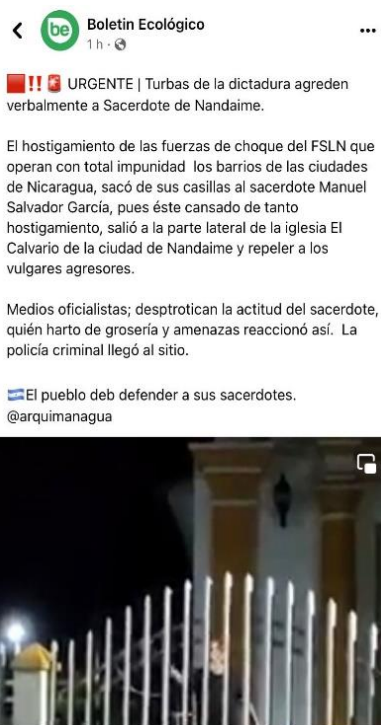 be
Boletin Ecológico
1 h ·
🟥‼️🚨 URGENTE | Turbas de la dictadura agreden
verbalmente a Sacerdote de Nandaime.
El hostigamiento de las fuerzas de choque del FSLN que
operan con total impunidad los barrios de las ciudades
de Nicaragua, sacó de sus casillas al sacerdote Manuel
Salvador García, pues éste cansado de tanto
hostigamiento, salió a la parte lateral de la iglesia El
Calvario de la ciudad de Nandaime y repeler a los
vulgares agresores.
Medios oficialistas; desptrotican la actitud del sacerdote,
quién harto de grosería y amenazas reaccionó así. La
policía criminal llegó al sitio.
🇳🇮El pueblo deb defender a sus sacerdotes.
@arquimanagua